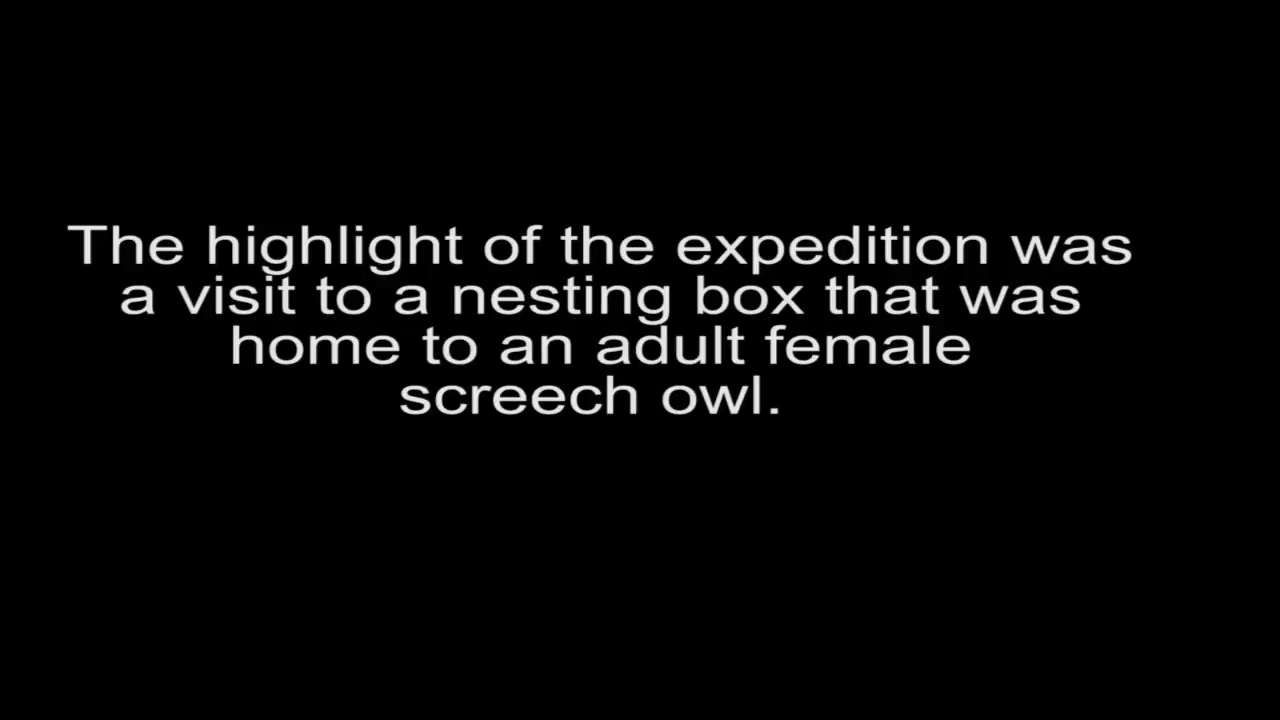 The highlight of the expedition was
a visit to a nesting box that was
home to an adult female
screech owl.